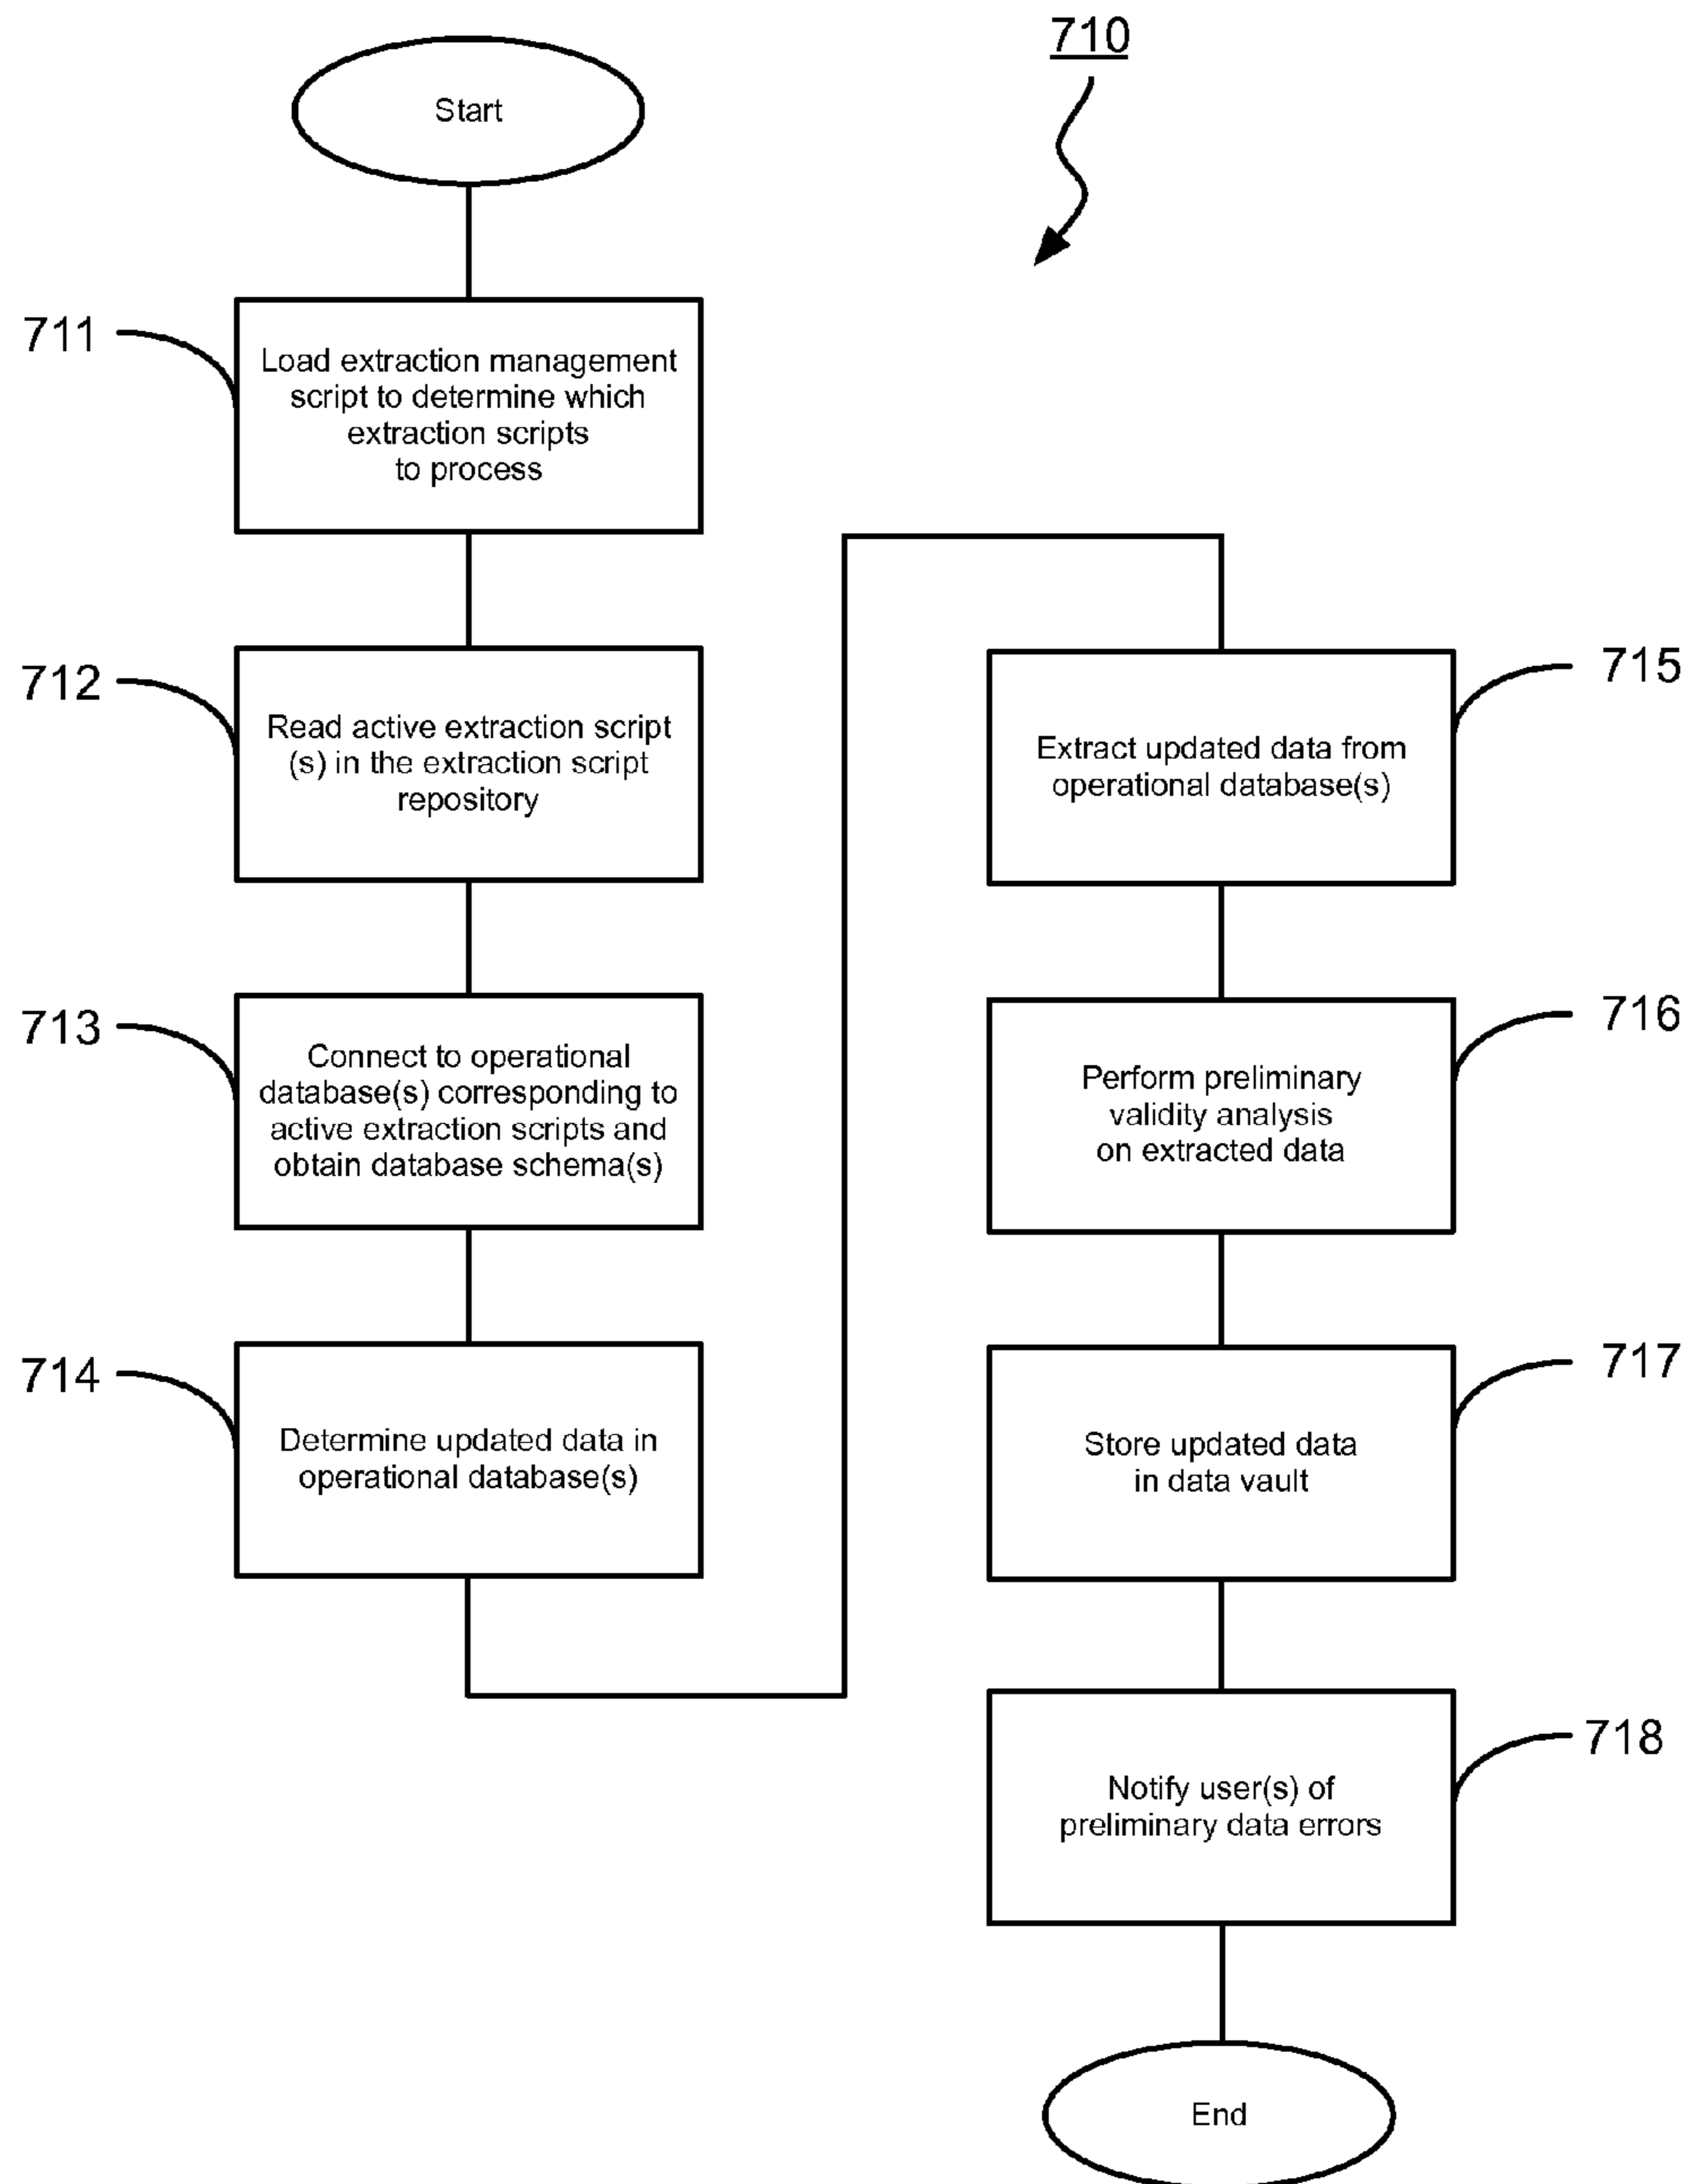 710
Start
711
Load extraction management
script to determine which
extraction scripts
to process
712
Read active extraction script
(s) in the extraction script
repository
713
Connect to operational
database(s) corresponding to
active extraction scripts and
obtain database schema(s)
714
Determine updated data in
operational database(s)
715
Extract updated data from
operational database(s)
716
Perform preliminary
validity analysis
on extracted data
717
Store updated data
in data vault
718
Notify user(s) of
preliminary data errors
End